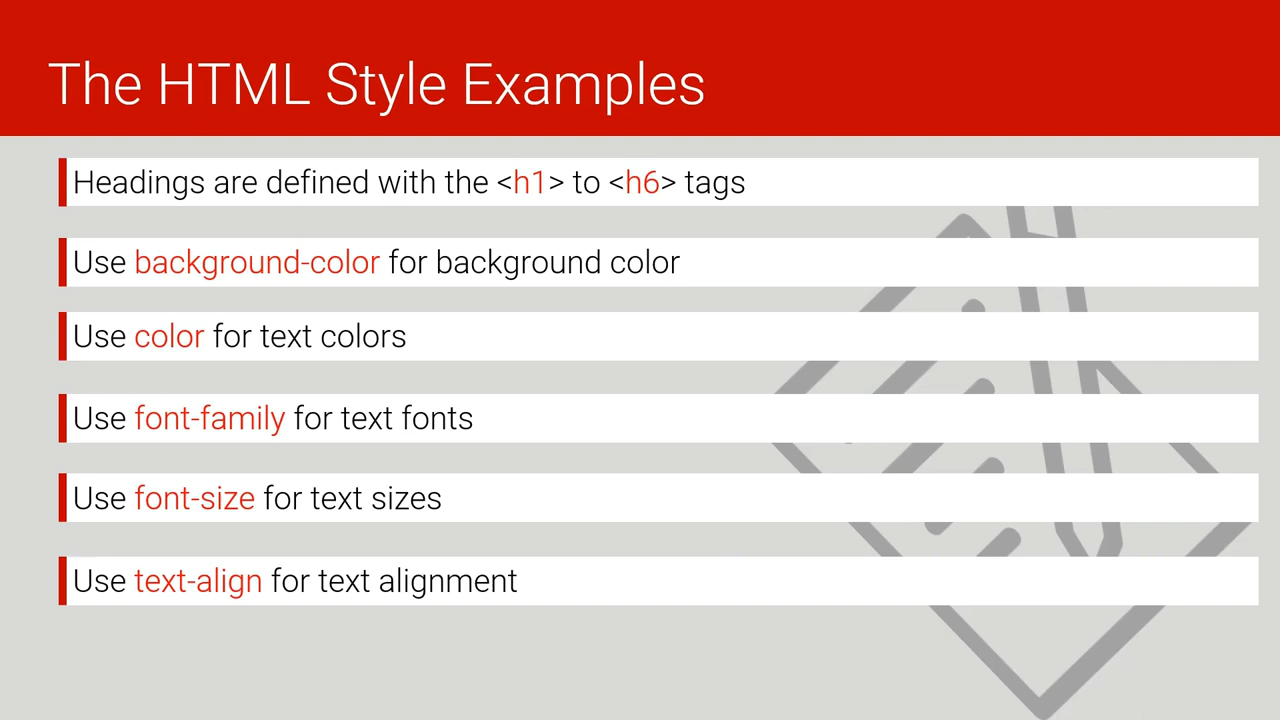 The HTML Style Examples
Headings are defined with the <h1> to <h6> tags
Use background-color for background color
Use color for text colors
Use font-family for text fonts
Use font-size for text sizes
Use text-align for text alignment